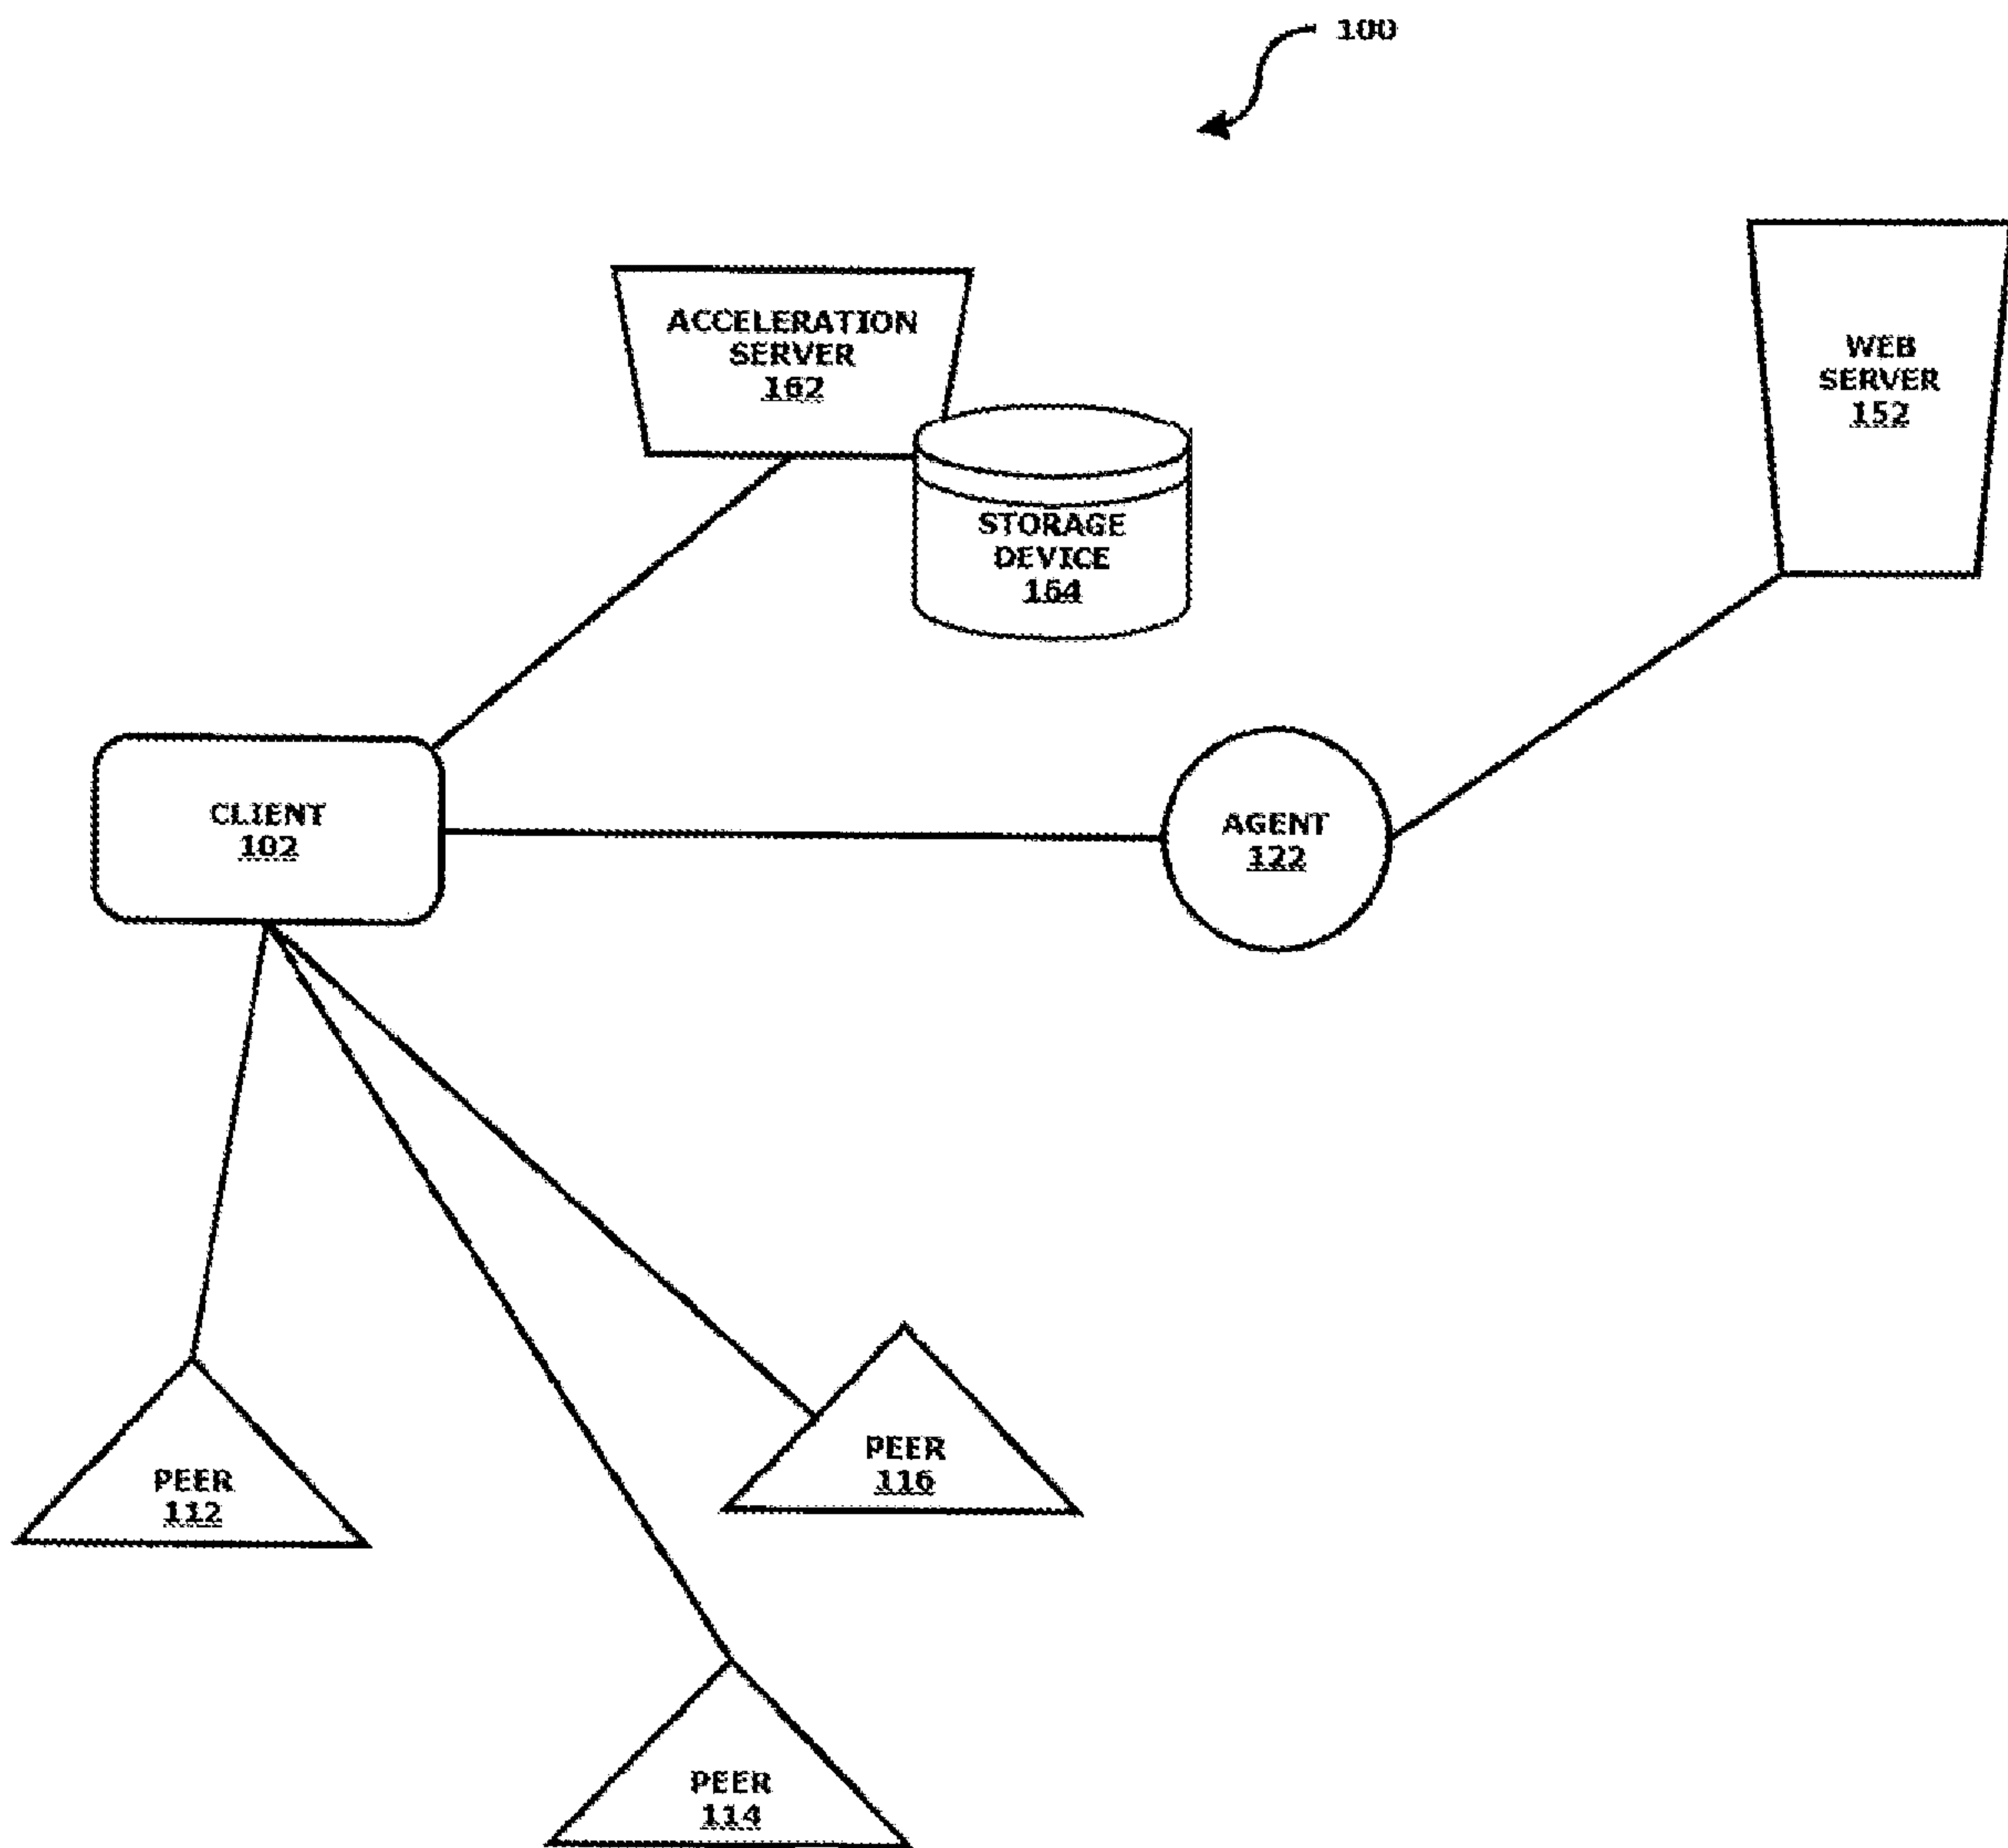 100
ACCELERATION
SERVER
162
WEB
SERVER
152
STORAGE
DEVICE
164
CLIENT
102
AGENT
122
PEER
116
PEER
112
PEER
114